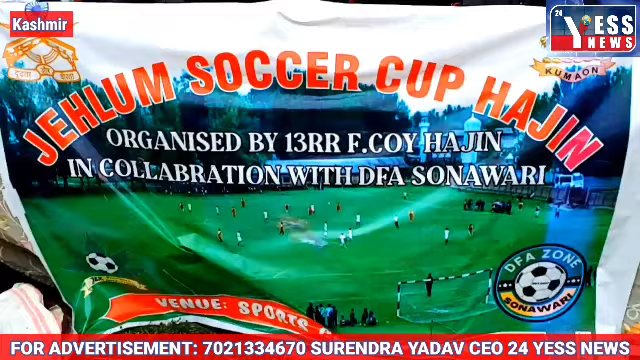 Kashmir
24
YESS
NEWS
KUMAON
JEHLUM SOCCER CUP HAJIN
ORGANISED BY 13RR F.COY HAJIN
IN COLLABRATION WITH DFA SONAWARI
DFA ZONE
SONAWARI
VENUE: SPORTS
FOR ADVERTISEMENT: 7021334670 SURENDRA YADAV CEO 24 YESS NEWS